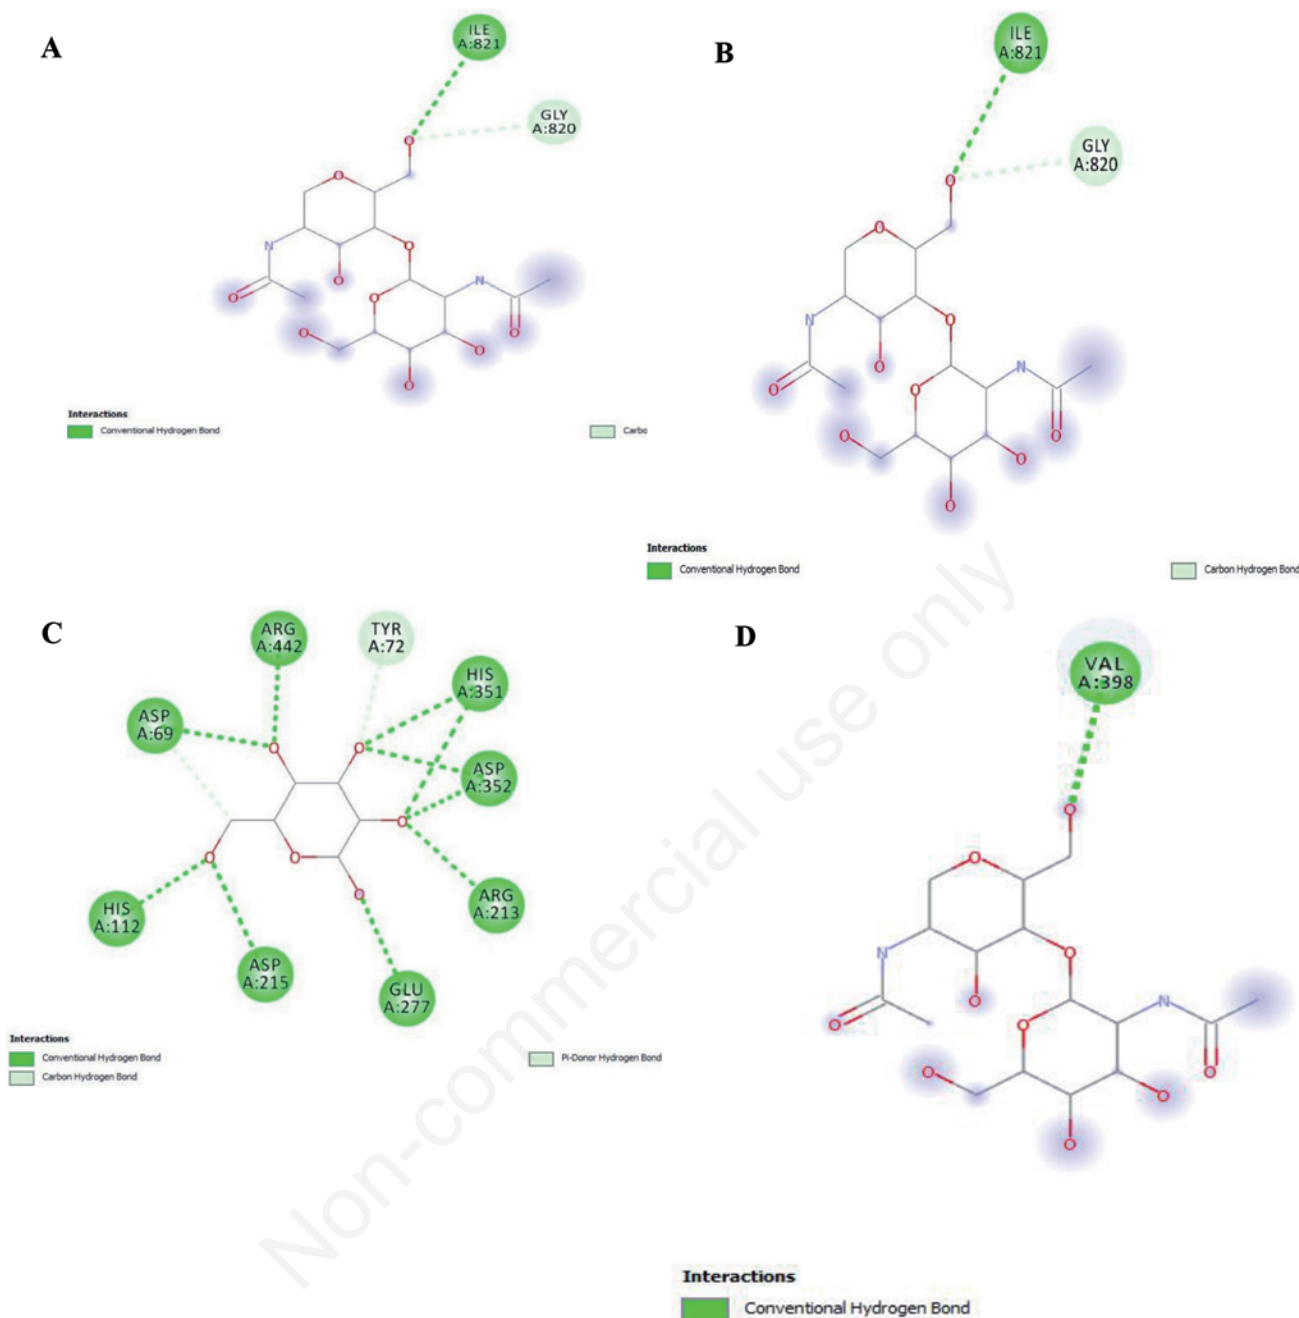 A
ILE
A:821
GLY
A:820
O
O
N
O
O
O
O
N
O
O
O
O
Interactions
Conventional Hydrogen Bond
Carbo
B
ILE
A:821
GLY
A:820
O
O
N
O
O
O
O
N
O
O
O
O
Interactions
Conventional Hydrogen Bond
Carbon Hydrogen Bond
C
ARG
A:442
TYR
A:72
HIS
A:351
ASP
A:69
ASP
A:352
O
O
O
O
O
O
HIS
A:112
ARG
A:213
ASP
A:215
GLU
A:277
Interactions
Conventional Hydrogen Bond
Carbon Hydrogen Bond
Pi-Donor Hydrogen Bond
D
VAL
A:398
O
O
N
O
O
O
O
N
O
O
O
O
Interactions
Conventional Hydrogen Bond
Non-commercial use only